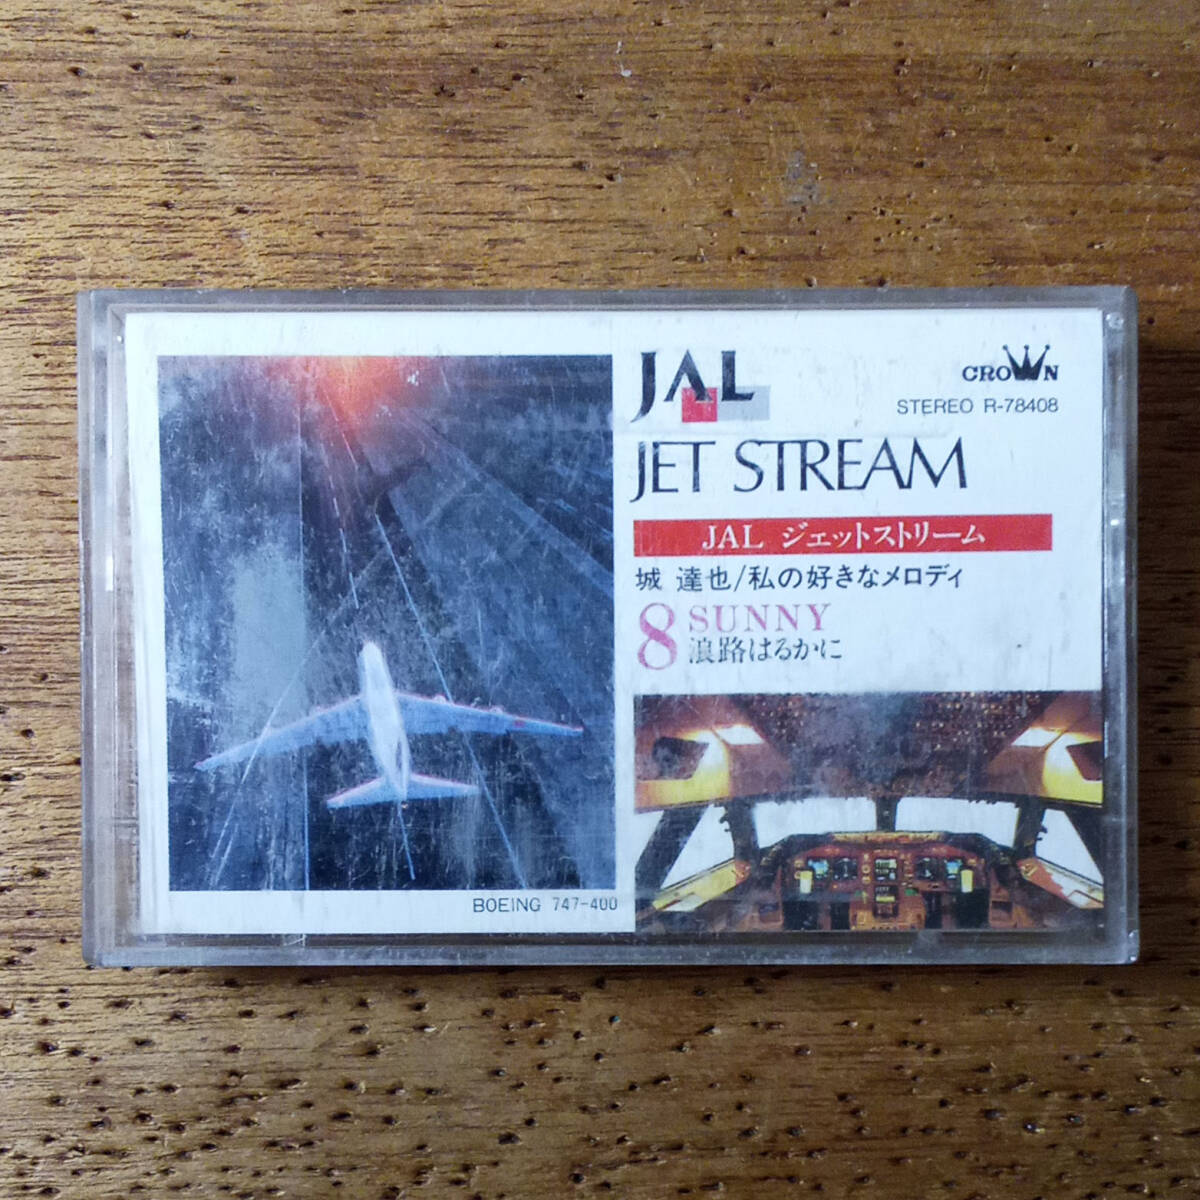 JAL
CROWN
STEREO R-78408
JET STREAM
JAL ジェットストリーム
城 達也/私の好きなメロディ
8 SUNNY
浪路はるかに
BOEING 747-400